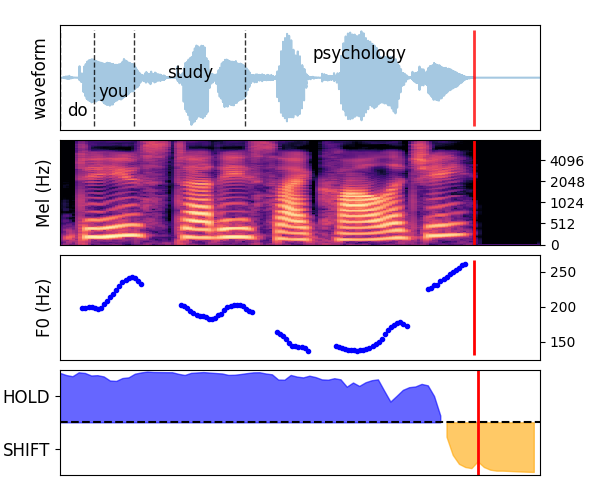 waveform
do
you
study
psychology
Mel (Hz)
4096
2048
1024
512
0
F0 (Hz)
250
200
150
HOLD
SHIFT